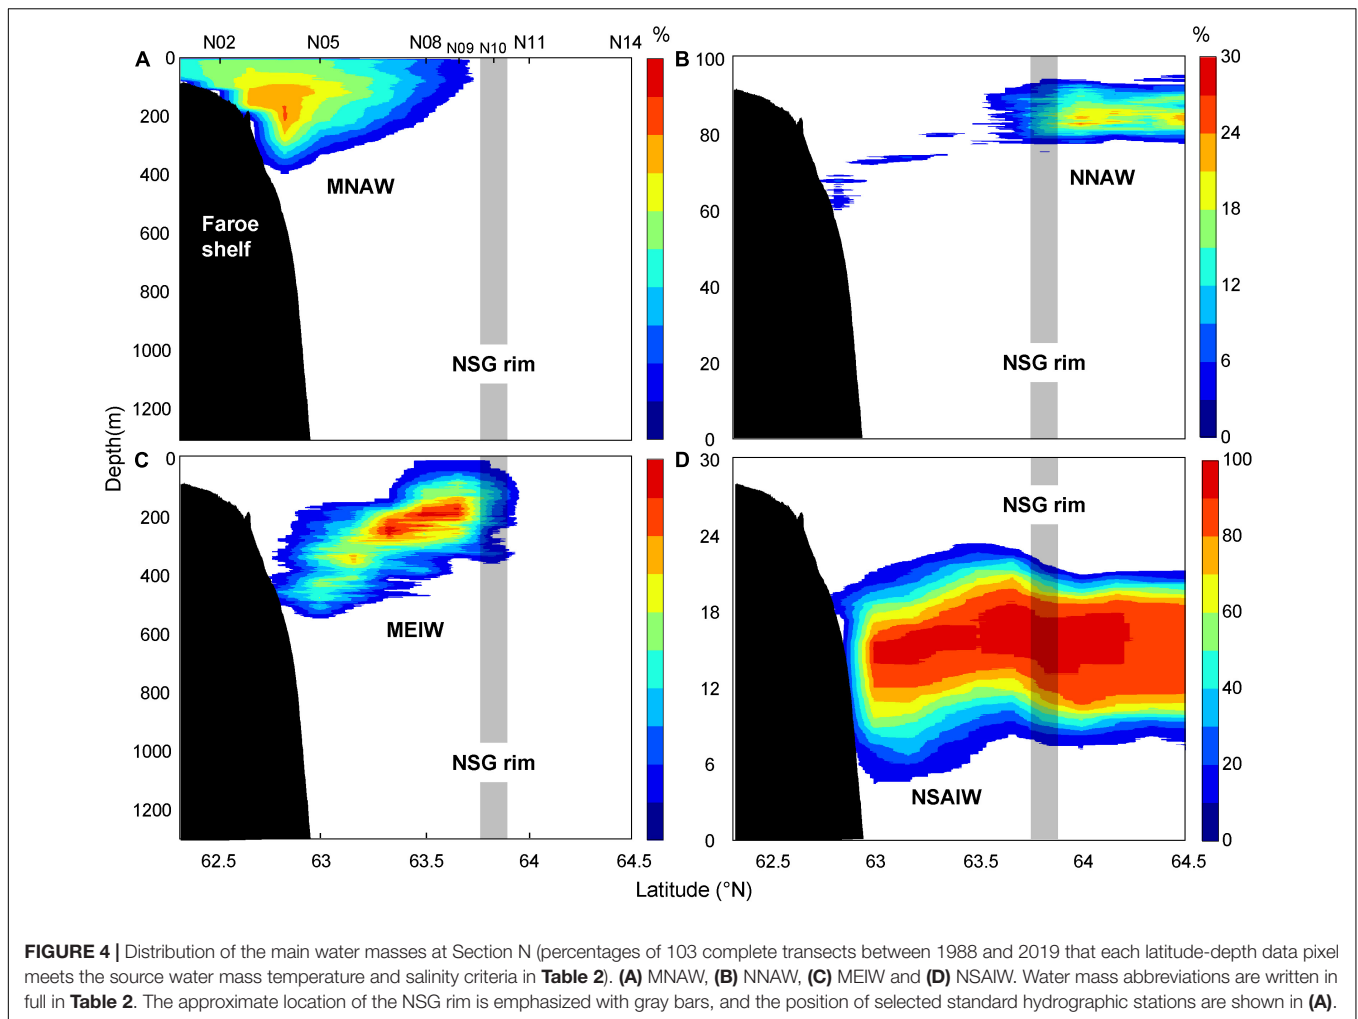 N02 N05 N08 N09 N10 N11 N14 %
A
0
200
400
600
800
1000
1200
MNAW
Faroe
shelf
NSG rim
Depth(m)
100
80
60
40
20
0
B
%
30
24
18
12
6
0
NNAW
NSG rim
C
0
200
400
600
800
1000
1200
MEIW
NSG rim
62.5 63 63.5 64 64.5
30
24
18
12
6
0
D
NSG rim
NSAIW
100
80
60
40
20
0
62.5 63 63.5 64 64.5
Latitude (°N)
FIGURE 4 | Distribution of the main water masses at Section N (percentages of 103 complete transects between 1988 and 2019 that each latitude-depth data pixel
meets the source water mass temperature and salinity criteria in Table 2). (A) MNAW, (B) NNAW, (C) MEIW and (D) NSAIW. Water mass abbreviations are written in
full in Table 2. The approximate location of the NSG rim is emphasized with gray bars, and the position of selected standard hydrographic stations are shown in (A).